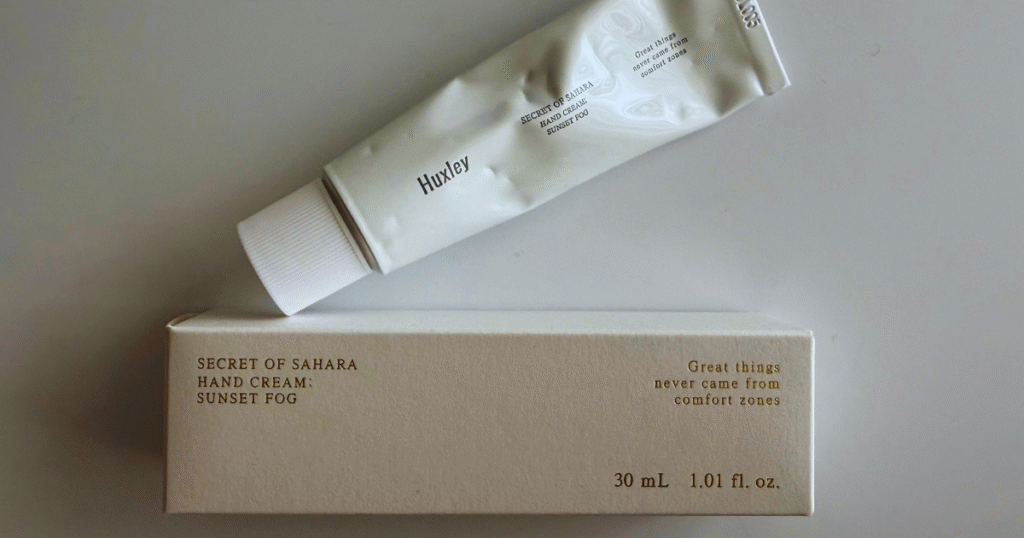 Huxley
SECRET OF SAHARA
HAND CREAM;
SUNSET FOG
Great things
never came from
comfort zones
SECRET OF SAHARA
HAND CREAM:
SUNSET FOG
Great things
never came from
comfort zones
30 mL 1.01 fl. oz.